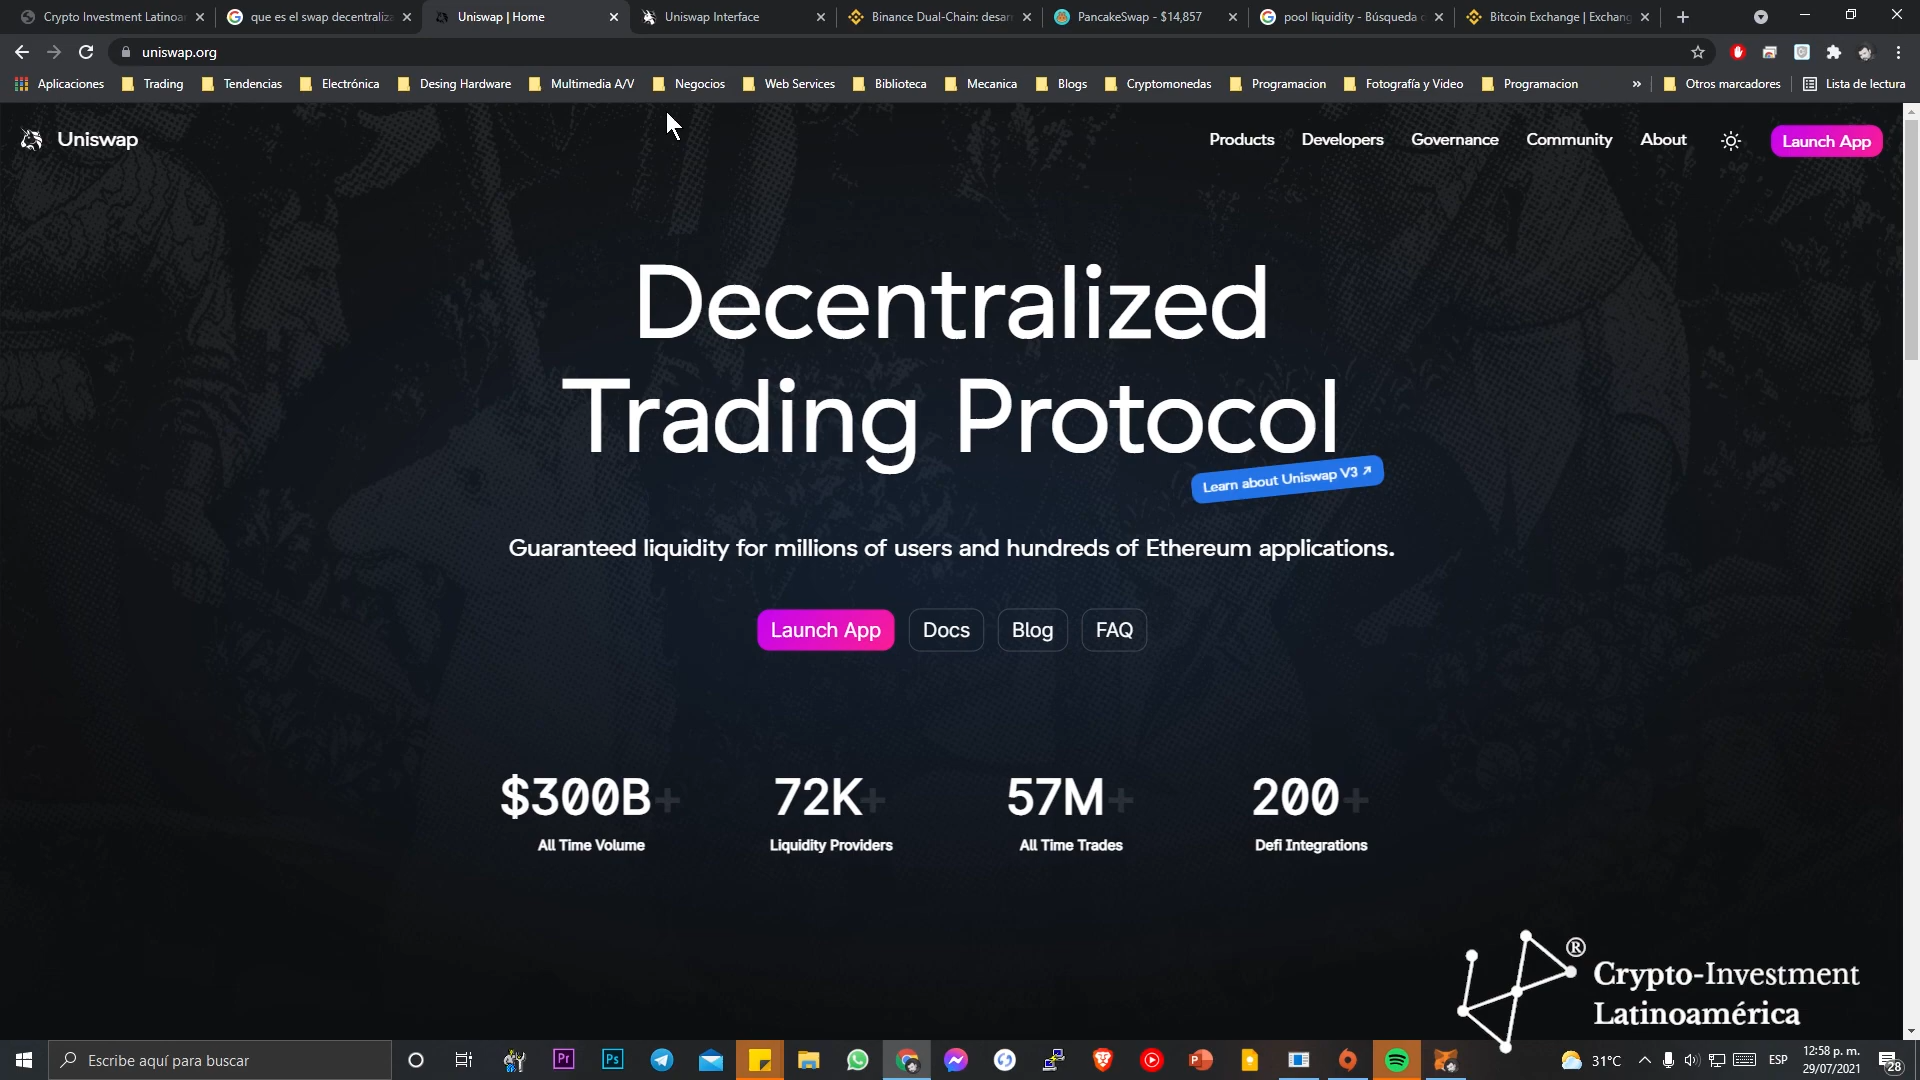 Crypto Investment Latinoar
que es el swap decentraliza
Uniswap | Home
Uniswap Interface
Binance Dual-Chain: desar
PancakeSwap - $14,857
pool liquidity - Búsqueda
Bitcoin Exchange | Exchang
uniswap.org
Aplicaciones
Trading
Tendencias
Electrónica
Desing Hardware
Multimedia A/V
Negocios
Web Services
Biblioteca
Mecanica
Blogs
Cryptomonedas
Programacion
Fotografía y Video
Programacion
»
Otros marcadores
Lista de lectura
Uniswap
Products
Developers
Governance
Community
About
Launch App
Decentralized
Trading Protocol
Learn about Uniswap V3 ↗
Guaranteed liquidity for millions of users and hundreds of Ethereum applications.
Launch App
Docs
Blog
FAQ
$300B+
72K+
57M+
200+
All Time Volume
Liquidity Providers
All Time Trades
Defi Integrations
®
Crypto-Investment
Latinoamérica
Escribe aquí para buscar
Pr
Ps
31°C
ESP
12:58 p. m.
29/07/2021
28